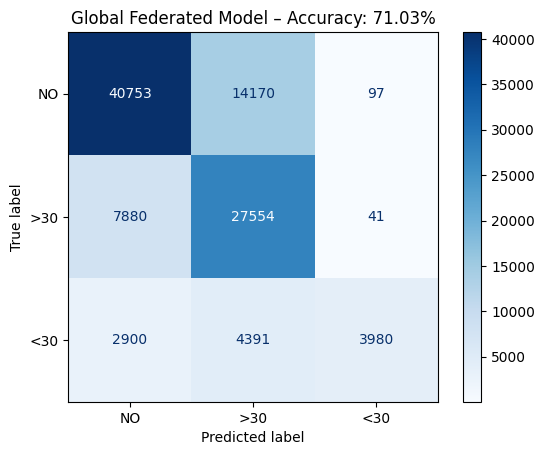 Global Federated Model – Accuracy: 71.03%
NO 40753 14170 97
>30 7880 27554 41
<30 2900 4391 3980
NO >30 <30
Predicted label
True label
40000
35000
30000
25000
20000
15000
10000
5000